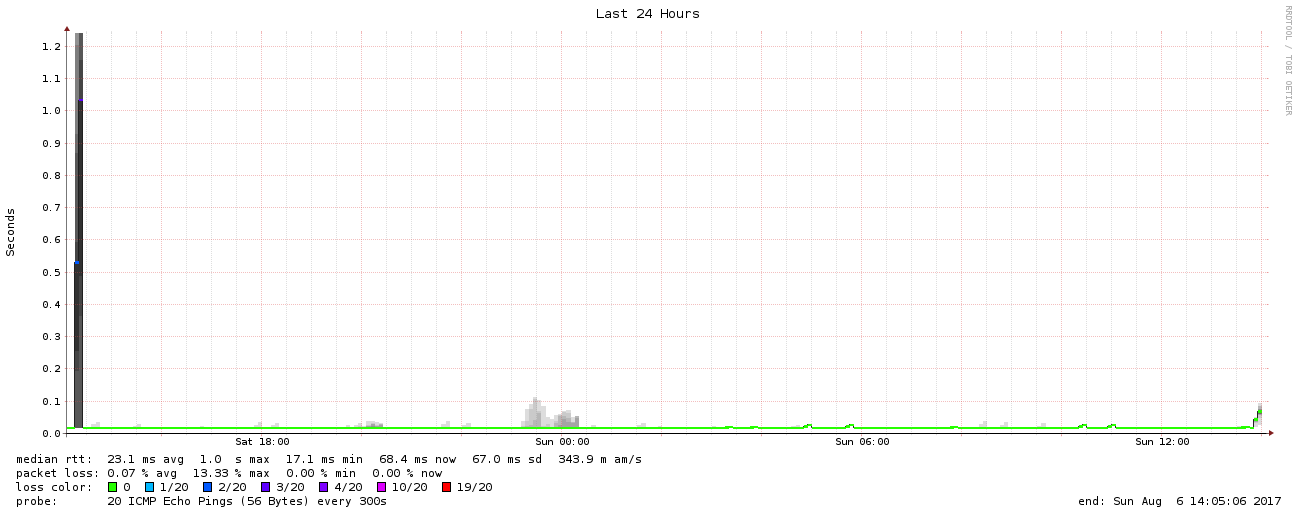 Last 24 Hours
RRDTOOL / TOBI OETIKER
Seconds
1.2
1.1
1.0
0.9
0.8
0.7
0.6
0.5
0.4
0.3
0.2
0.1
0.0
Sat 18:00 Sun 00:00 Sun 06:00 Sun 12:00
median rtt: 23.1 ms avg 1.0 s max 17.1 ms min 68.4 ms now 67.0 ms sd 343.9 m am/s
packet loss: 0.07 % avg 13.33 % max 0.00 % min 0.00 % now
loss color: 0 1/20 2/20 3/20 4/20 10/20 19/20
probe: 20 ICMP Echo Pings (56 Bytes) every 300s end: Sun Aug 6 14:05:06 2017